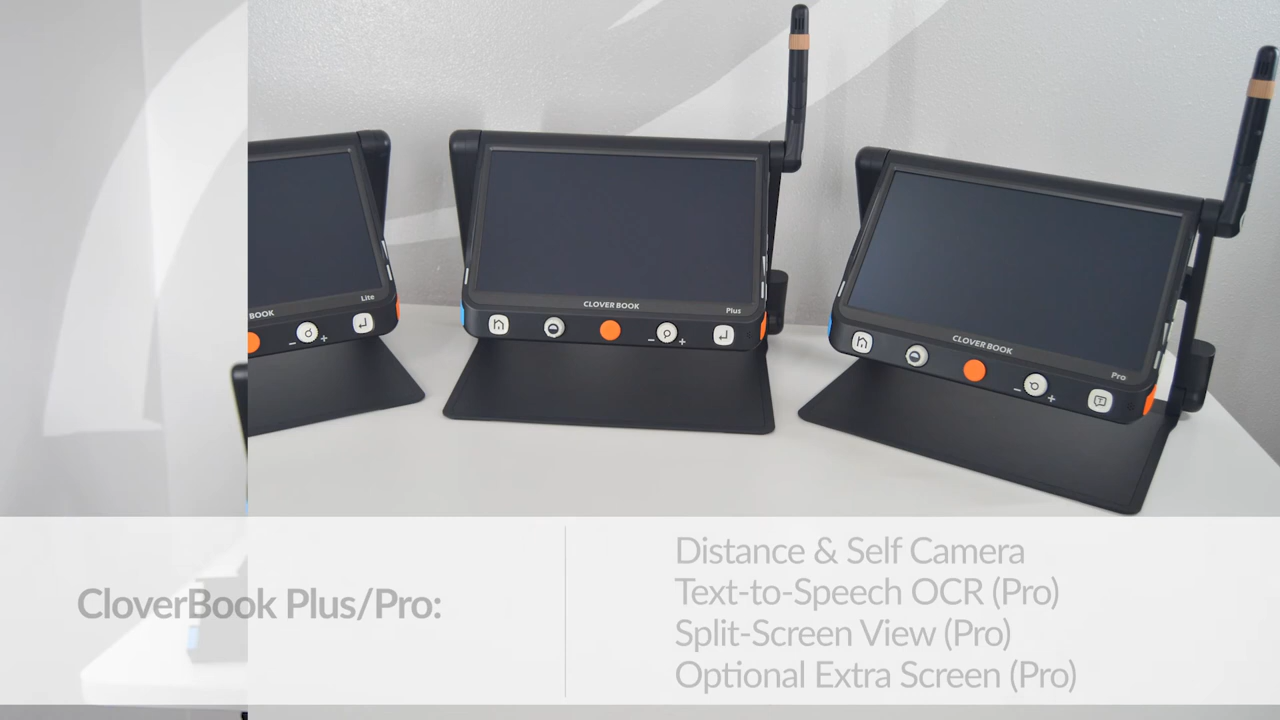 Lite
BOOK
CLOVER BOOK
Plus
CLOVER BOOK
Pro
CloverBook Plus/Pro:
Distance & Self Camera
Text-to-Speech OCR (Pro)
Split-Screen View (Pro)
Optional Extra Screen (Pro)